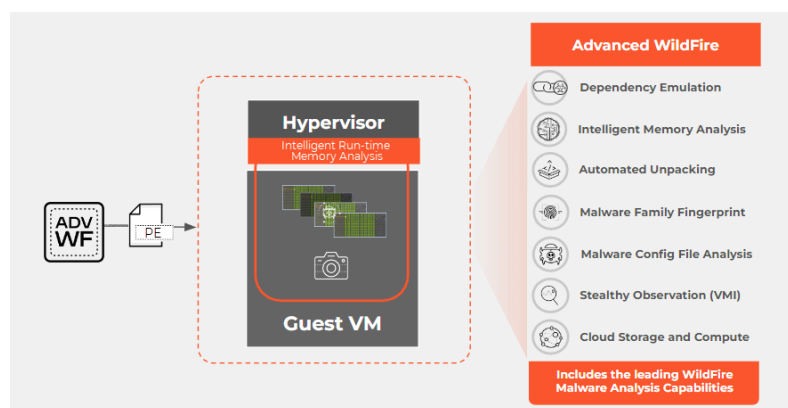 Advanced WildFire
Dependency Emulation
Hypervisor
Intelligent Run-time
Memory Analysis
Intelligent Memory Analysis
Automated Unpacking
ADV
WF
PE
Malware Family Fingerprint
Malware Config File Analysis
Stealthy Observation (VMI)
Guest VM
Cloud Storage and Compute
Includes the leading WildFire
Malware Analysis Capabilities